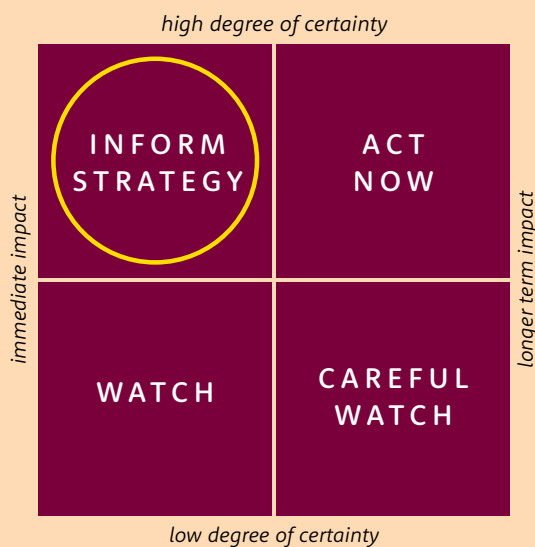 high degree of certainty
INFORM
STRATEGY
ACT
NOW
immediate impact
longer term impact
WATCH
CAREFUL
WATCH
low degree of certainty